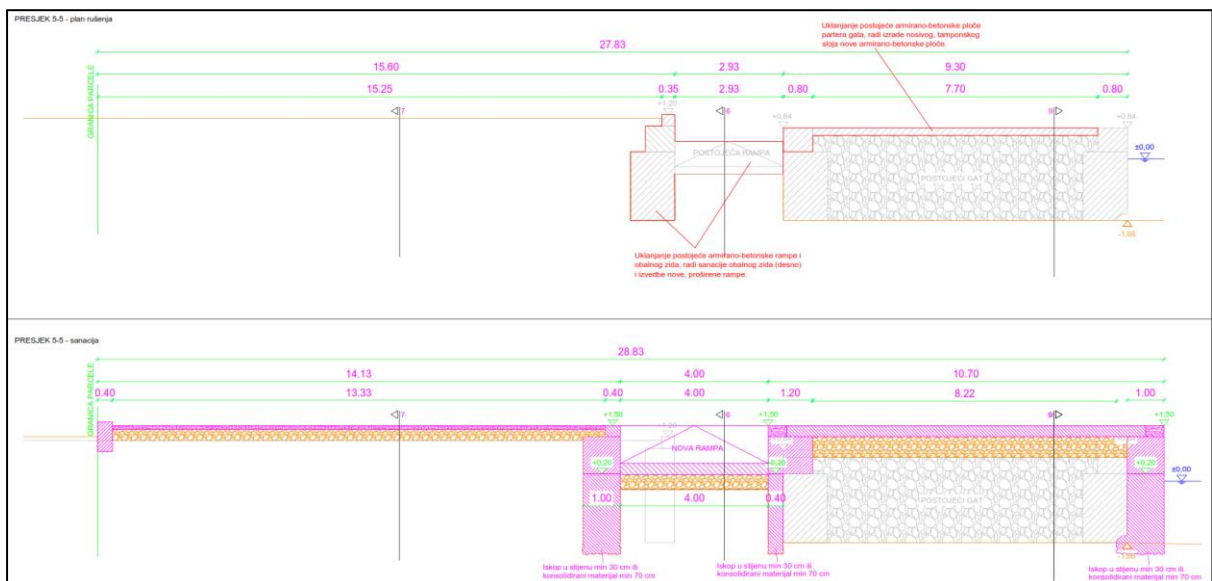 PRESJEK 5-5 - plan rušenja
Uklanjanje postojeće armirano-betonske ploče
partera gata, radi izrade nosivog, tamponskog
sloja nove armirano-betonske ploče.
27.83
15.60 2.93 9.30
15.25 0.35 2.93 0.80 7.70 0.80
GRANICA PARCELE
7 +1,20 6 +0,84 9 +0,84
±0,00
POSTOJEĆA RAMPA
POSTOJEĆI GAT
Uklanjanje postojeće armirano-betonske rampe i
obalnog zida, radi sanacije obalnog zida (desno)
i izvedbe nove, proširene rampe.
PRESJEK 5-5 - sanacija
28.83
14.13 4.00 10.70
0.40 13.33 0.40 4.00 1.20 8.22 1.00
GRANICA PARCELE
7 +1,50 6 +1,50 9 +1,50
+1,20
NOVA RAMPA
+0,20 +0,20 +0,20
±0,00
1.00 4.00 0.40
POSTOJEĆI GAT
Iskop u stijenu min 30 cm ili
konsolidirani materijal min 70 cm
Iskop u stijenu min 30 cm ili
konsolidirani materijal min 70 cm
Iskop u stijenu min 30 cm ili
konsolidirani materijal min 70 cm